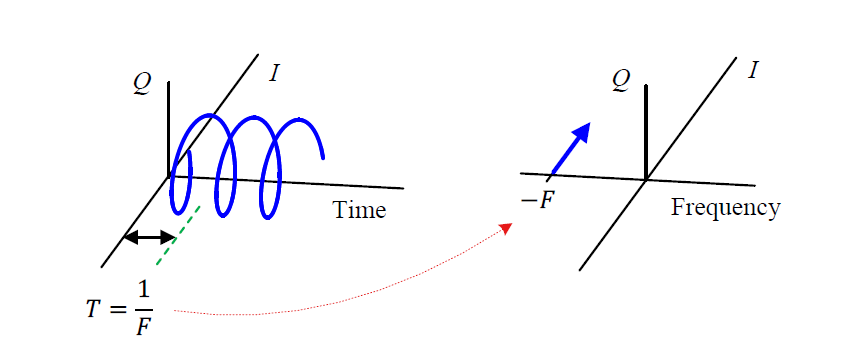 Q
I
Time
T = 1/F
Q
I
−F
Frequency